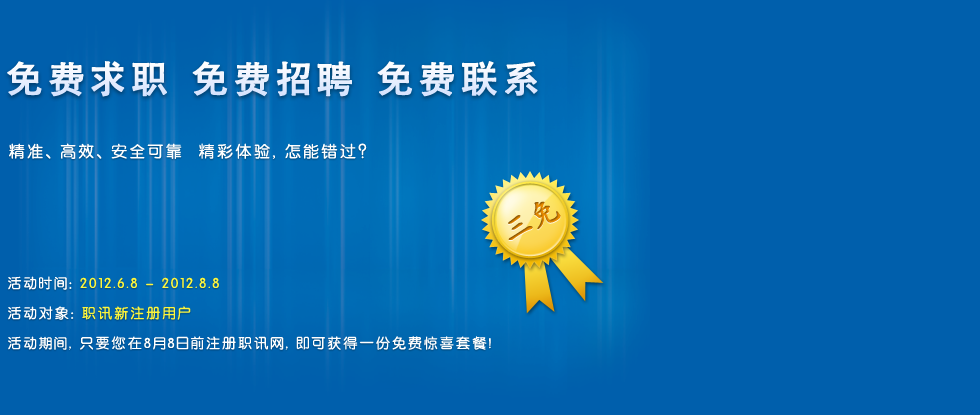 免费求职 免费招聘 免费联系
精准、高效、安全可靠 精彩体验, 怎能错过?
三免
活动时间: 2012.6.8 – 2012.8.8
活动对象: 职讯新注册用户
活动期间, 只要您在8月8日前注册职讯网, 即可获得一份免费惊喜套餐!